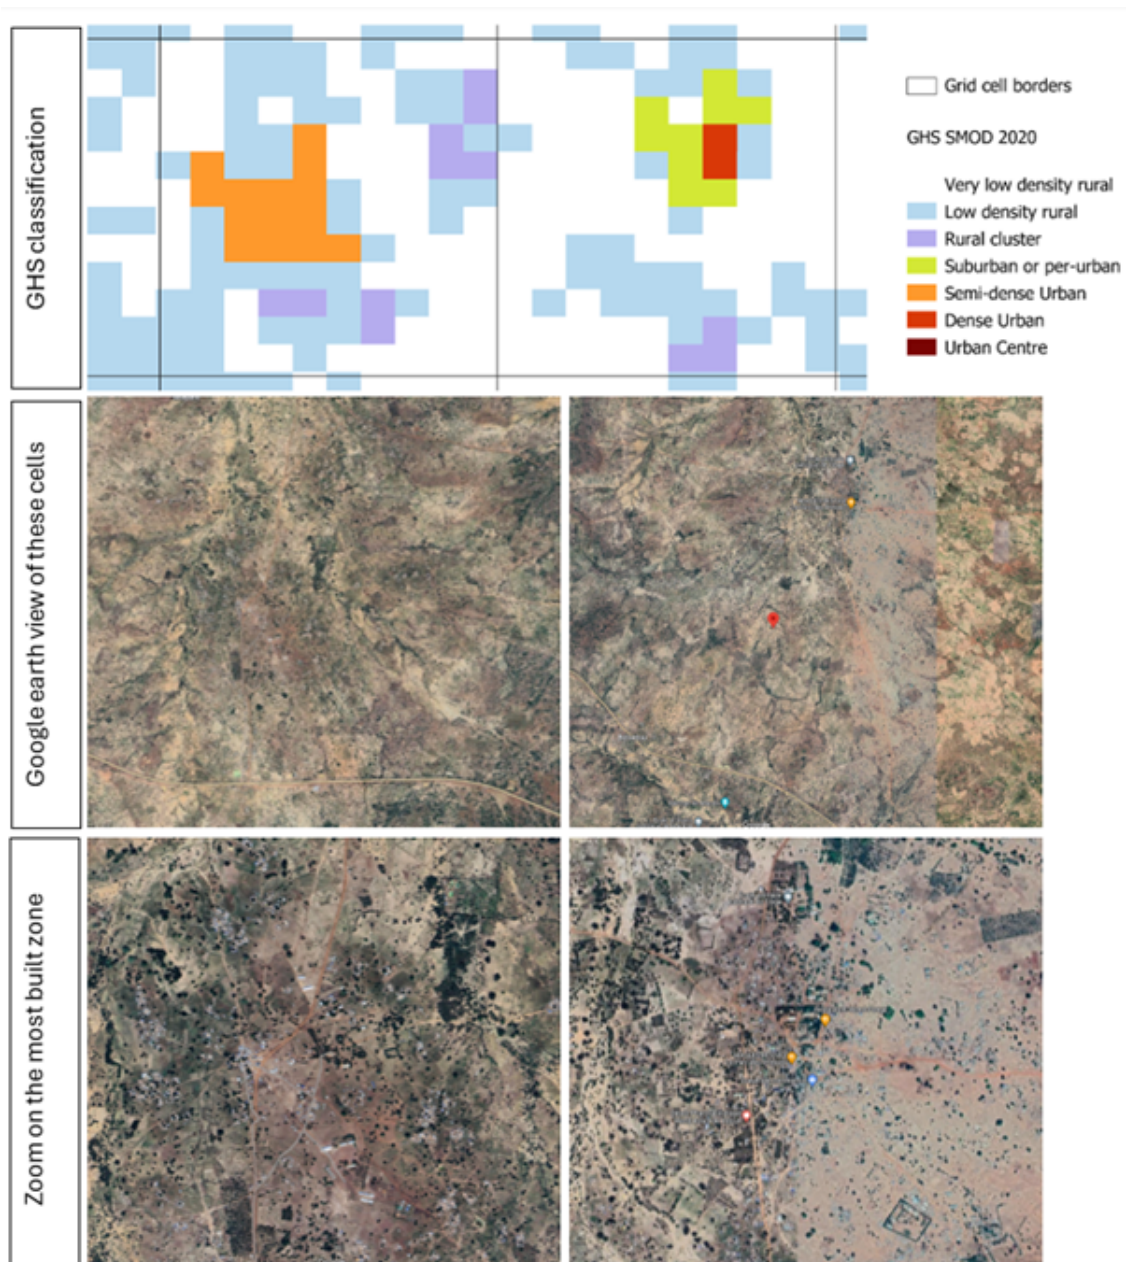 GHS classification
Grid cell borders
GHS SMOD 2020
Very low density rural
Low density rural
Rural cluster
Suburban or per-urban
Semi-dense Urban
Dense Urban
Urban Centre
Google earth view of these cells
Zoom on the most built zone